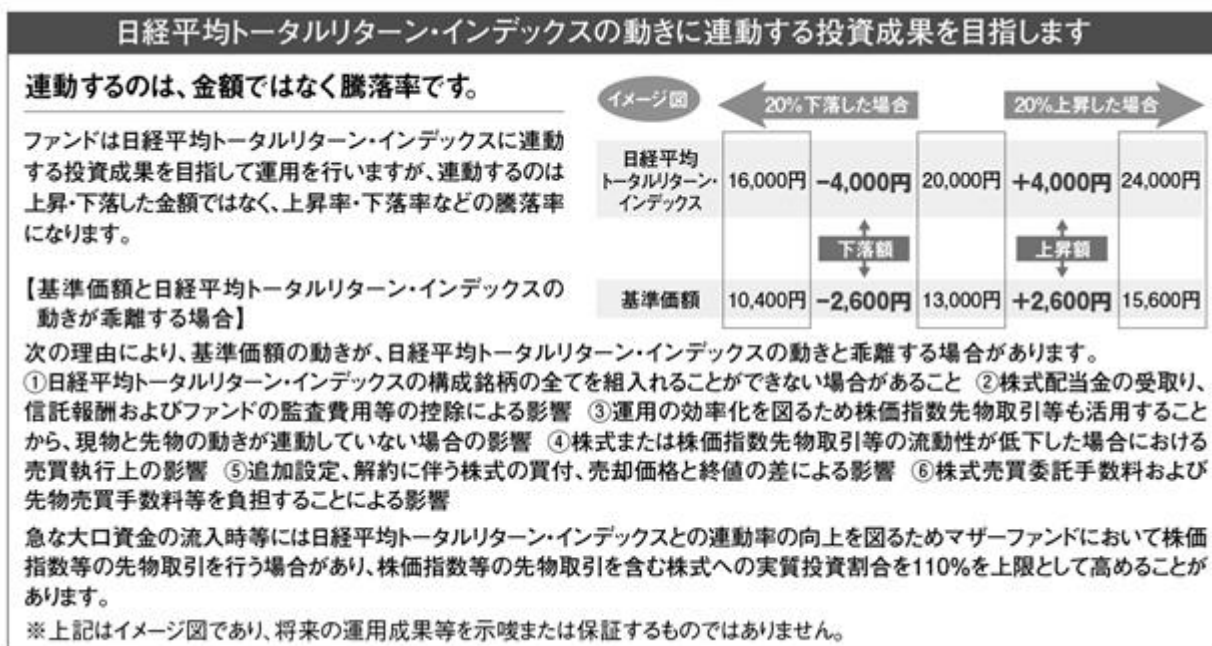 日経平均トータルリターン・インデックスの動きに連動する投資成果を目指します
連動するのは、金額ではなく騰落率です。
ファンドは日経平均トータルリターン・インデックスに連動
する投資成果を目指して運用を行いますが、連動するのは
上昇・下落した金額ではなく、上昇率・下落率などの騰落率
になります。
イメージ図
20%下落した場合 20%上昇した場合
日経平均
トータルリターン・
インデックス
16,000円 −4,000円 20,000円 +4,000円 24,000円
下落額 上昇額
基準価額 10,400円 −2,600円 13,000円 +2,600円 15,600円
【基準価額と日経平均トータルリターン・インデックスの
動きが乖離する場合】
次の理由により、基準価額の動きが、日経平均トータルリターン・インデックスの動きと乖離する場合があります。
①日経平均トータルリターン・インデックスの構成銘柄の全てを組入れることができない場合があること ②株式配当金の受取り、
信託報酬およびファンドの監査費用等の控除による影響 ③運用の効率化を図るため株価指数先物取引等も活用すること
から、現物と先物の動きが連動していない場合の影響 ④株式または株価指数先物取引等の流動性が低下した場合における
売買執行上の影響 ⑤追加設定、解約に伴う株式の買付、売却価格と終値の差による影響 ⑥株式売買委託手数料および
先物売買手数料等を負担することによる影響
急な大口資金の流入時等には日経平均トータルリターン・インデックスとの連動率の向上を図るためマザーファンドにおいて株価
指数等の先物取引を行う場合があり、株価指数等の先物取引を含む株式への実質投資割合を110%を上限として高めることが
あります。
※上記はイメージ図であり、将来の運用成果等を示唆または保証するものではありません。